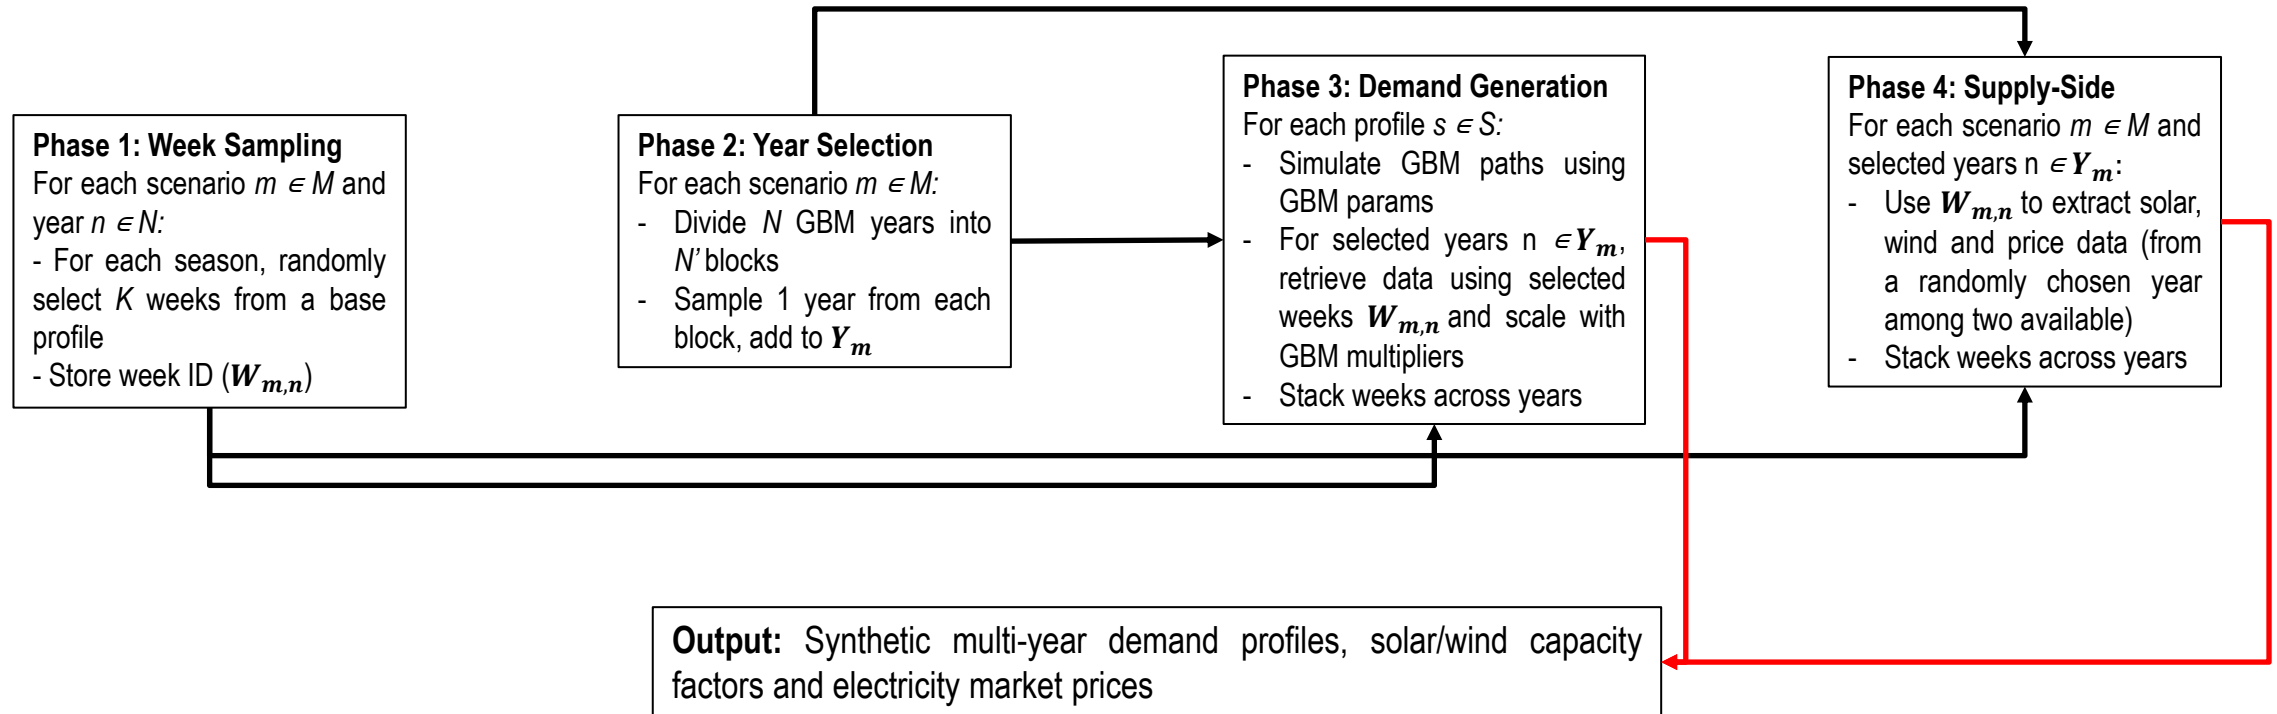 Phase 1: Week Sampling
For each scenario m ∈ M and
year n ∈ N:
- For each season, randomly
select K weeks from a base
profile
- Store week ID (W_{m,n})
Phase 2: Year Selection
For each scenario m ∈ M:
- Divide N GBM years into
N' blocks
- Sample 1 year from each
block, add to Y_m
Phase 3: Demand Generation
For each profile s ∈ S:
- Simulate GBM paths using
GBM params
- For selected years n ∈ Y_m,
retrieve data using selected
weeks W_{m,n} and scale with
GBM multipliers
- Stack weeks across years
Phase 4: Supply-Side
For each scenario m ∈ M and
selected years n ∈ Y_m:
- Use W_{m,n} to extract solar,
wind and price data (from
a randomly chosen year
among two available)
- Stack weeks across years
Output: Synthetic multi-year demand profiles, solar/wind capacity
factors and electricity market prices